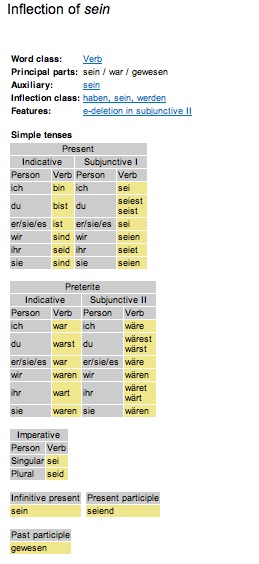 Inflection of sein
Word class: Verb
Principal parts: sein / war / gewesen
Auxiliary: sein
Inflection class: haben, sein, werden
Features: e-deletion in subjunctive II
Simple tenses
Present
Indicative Subjunctive I
Person Verb Person Verb
ich bin ich sei
du bist du seiest
seist
er/sie/es ist er/sie/es sei
wir sind wir seien
ihr seid ihr seiet
sie sind sie seien
Preterite
Indicative Subjunctive II
Person Verb Person Verb
ich war ich wäre
du warst du wärest
wärst
er/sie/es war er/sie/es wäre
wir waren wir wären
ihr wart ihr wäret
wärt
sie waren sie wären
Imperative
Person Verb
Singular sei
Plural seid
Infinitive present Present participle
sein seiend
Past participle
gewesen